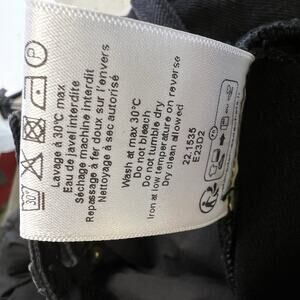 Lavage à 30°C max
Eau de javel interdite
Séchage machine interdit
Repassage à fer doux sur l'envers
Nettoyage à sec autorisé
Wash at max 30°C
Do not bleach
Do not tumble dry
Iron at low temperature on reverse
Dry clean allowed
22.1535
E23D2